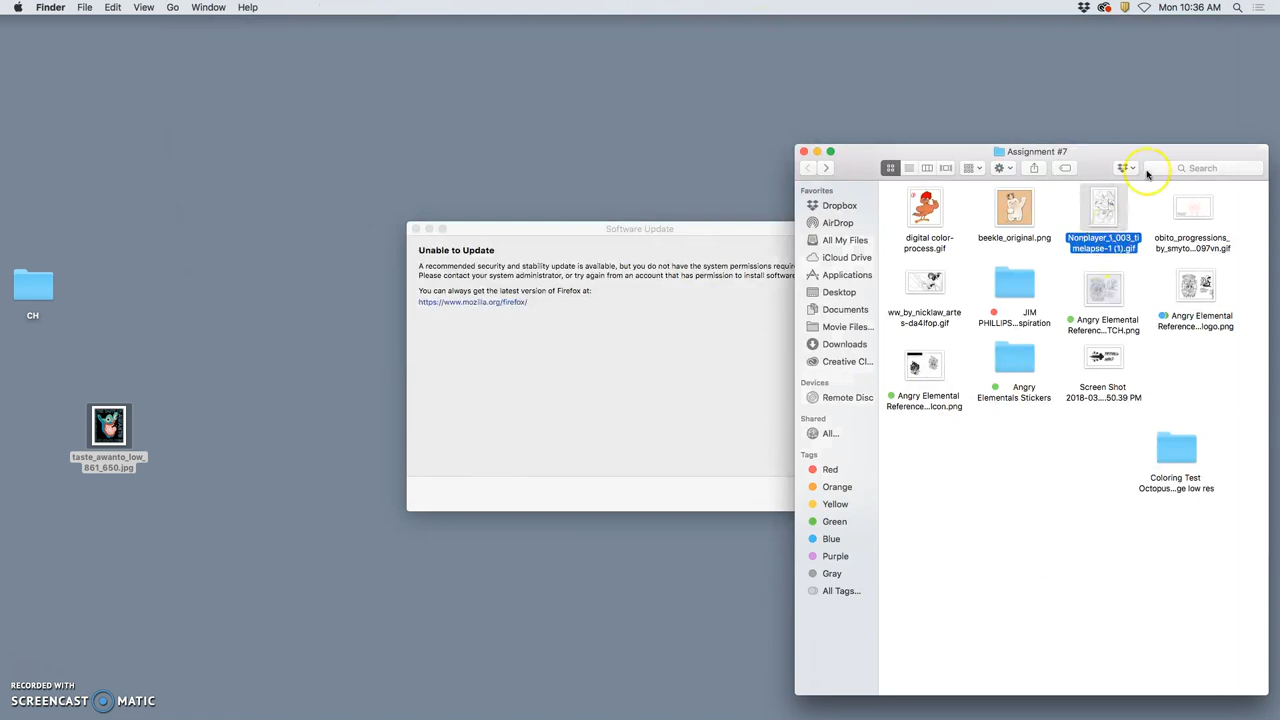 Finder File Edit View Go Window Help Mon 10:36 AM
Assignment #7
Search
Favorites
Dropbox
AirDrop
All My Files
iCloud Drive
Applications
Desktop
Documents
Movie Files...
Downloads
Creative Cl...
Devices
Remote Disc
Shared
All...
Tags
Red
Orange
Yellow
Green
Blue
Purple
Gray
All Tags...
digital color-
process.gif
beekle_original.png
Nonplayer_1_003_ti
melapse-1 (1).gif
obito_progressions_
by_smyto...097vn.gif
ww_by_nicklaw_arte
s-da4lfop.gif
JIM
PHILLIPS...spiration
Angry Elemental
Referenc...TCH.png
Angry Elemental
Reference...logo.png
Angry Elemental
Reference...Icon.png
Angry
Elementals Stickers
Screen Shot
2018-03....50.39 PM
Coloring Test
Octopus...ge low res
Software Update
Unable to Update
A recommended security and stability update is available, but you do not have the system permissions requi
Please contact your system administrator, or try again from an account that has permission to install softwar
You can always get the latest version of Firefox at:
https://www.mozilla.org/firefox/
CH
taste_awanto_low_
861_650.jpg
RECORDED WITH
SCREENCAST MATIC